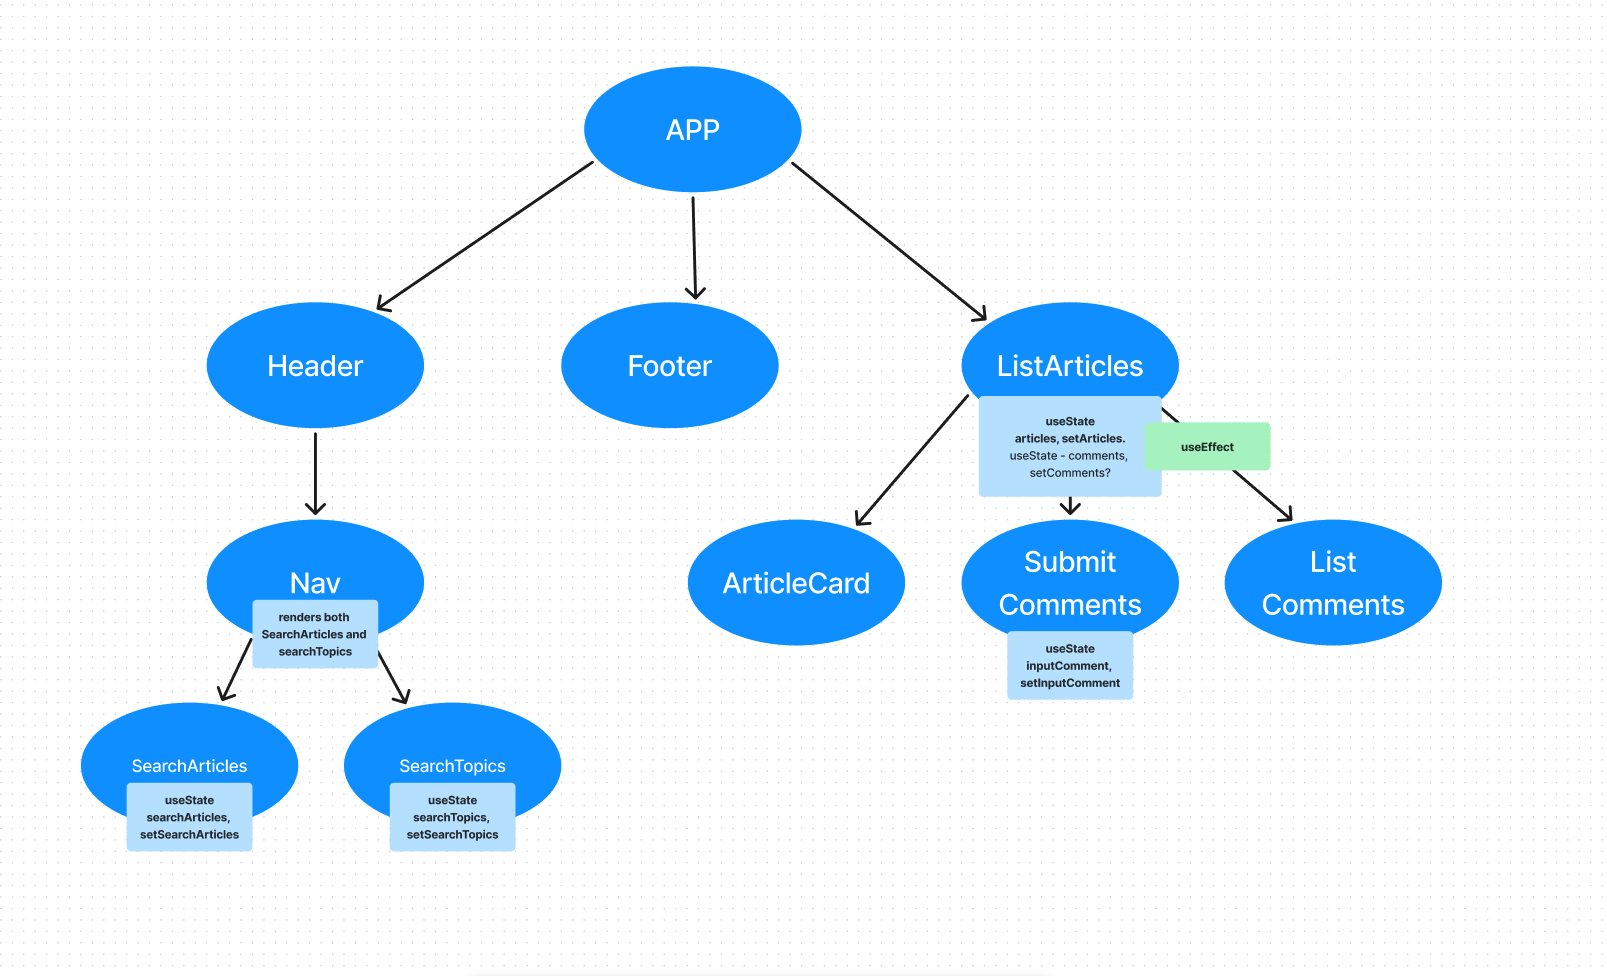 APP
Header
Footer
ListArticles
useState
articles, setArticles.
useState - comments,
setComments?
useEffect
Nav
renders both
SearchArticles and
searchTopics
ArticleCard
Submit
Comments
useState
inputComment,
setInputComment
List
Comments
SearchArticles
useState
searchArticles,
setSearchArticles
SearchTopics
useState
searchTopics,
setSearchTopics